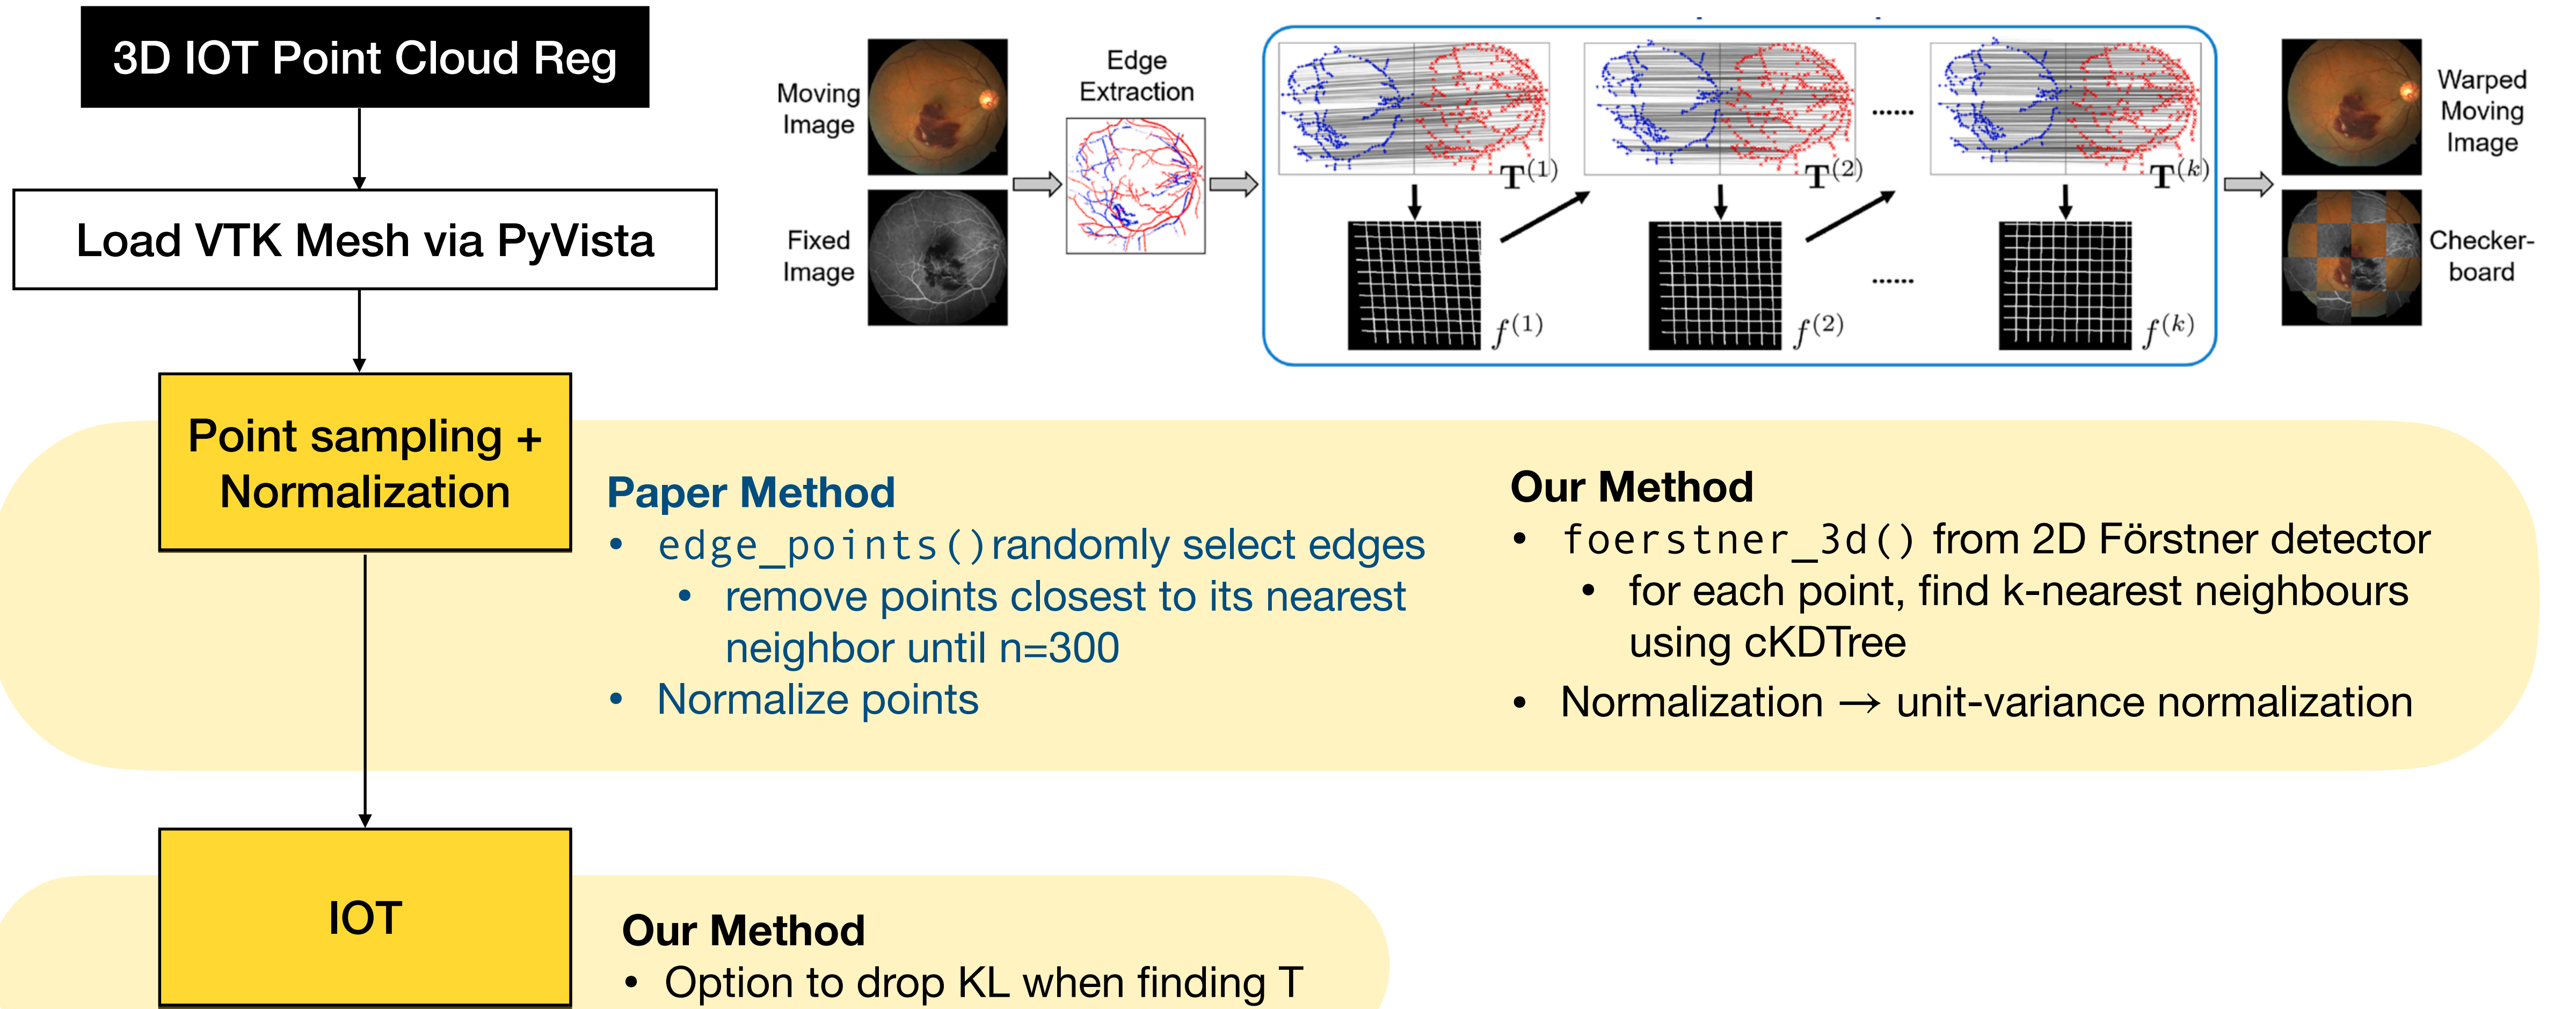 3D IOT Point Cloud Reg
Load VTK Mesh via PyVista
Moving
Image
Fixed
Image
Edge
Extraction
T(1)
T(2)
......
T(k)
f(1)
f(2)
......
f(k)
Warped
Moving
Image
Checker-
board
Point sampling +
Normalization
Paper Method
• edge_points()randomly select edges
• remove points closest to its nearest
neighbor until n=300
• Normalize points
Our Method
• foerstner_3d() from 2D Förstner detector
• for each point, find k-nearest neighbours
using cKDTree
• Normalization → unit-variance normalization
IOT
Our Method
• Option to drop KL when finding T